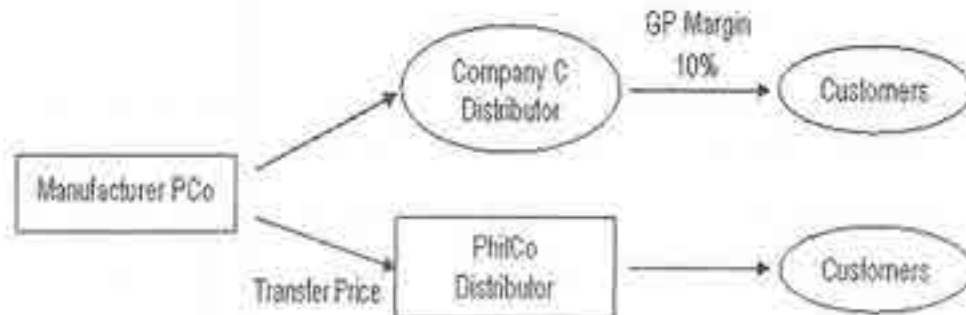 GP Margin
10%
Company C
Distributor
Customers
Manufacturer PCo
PhilCo
Distributor
Customers
Transfer Price